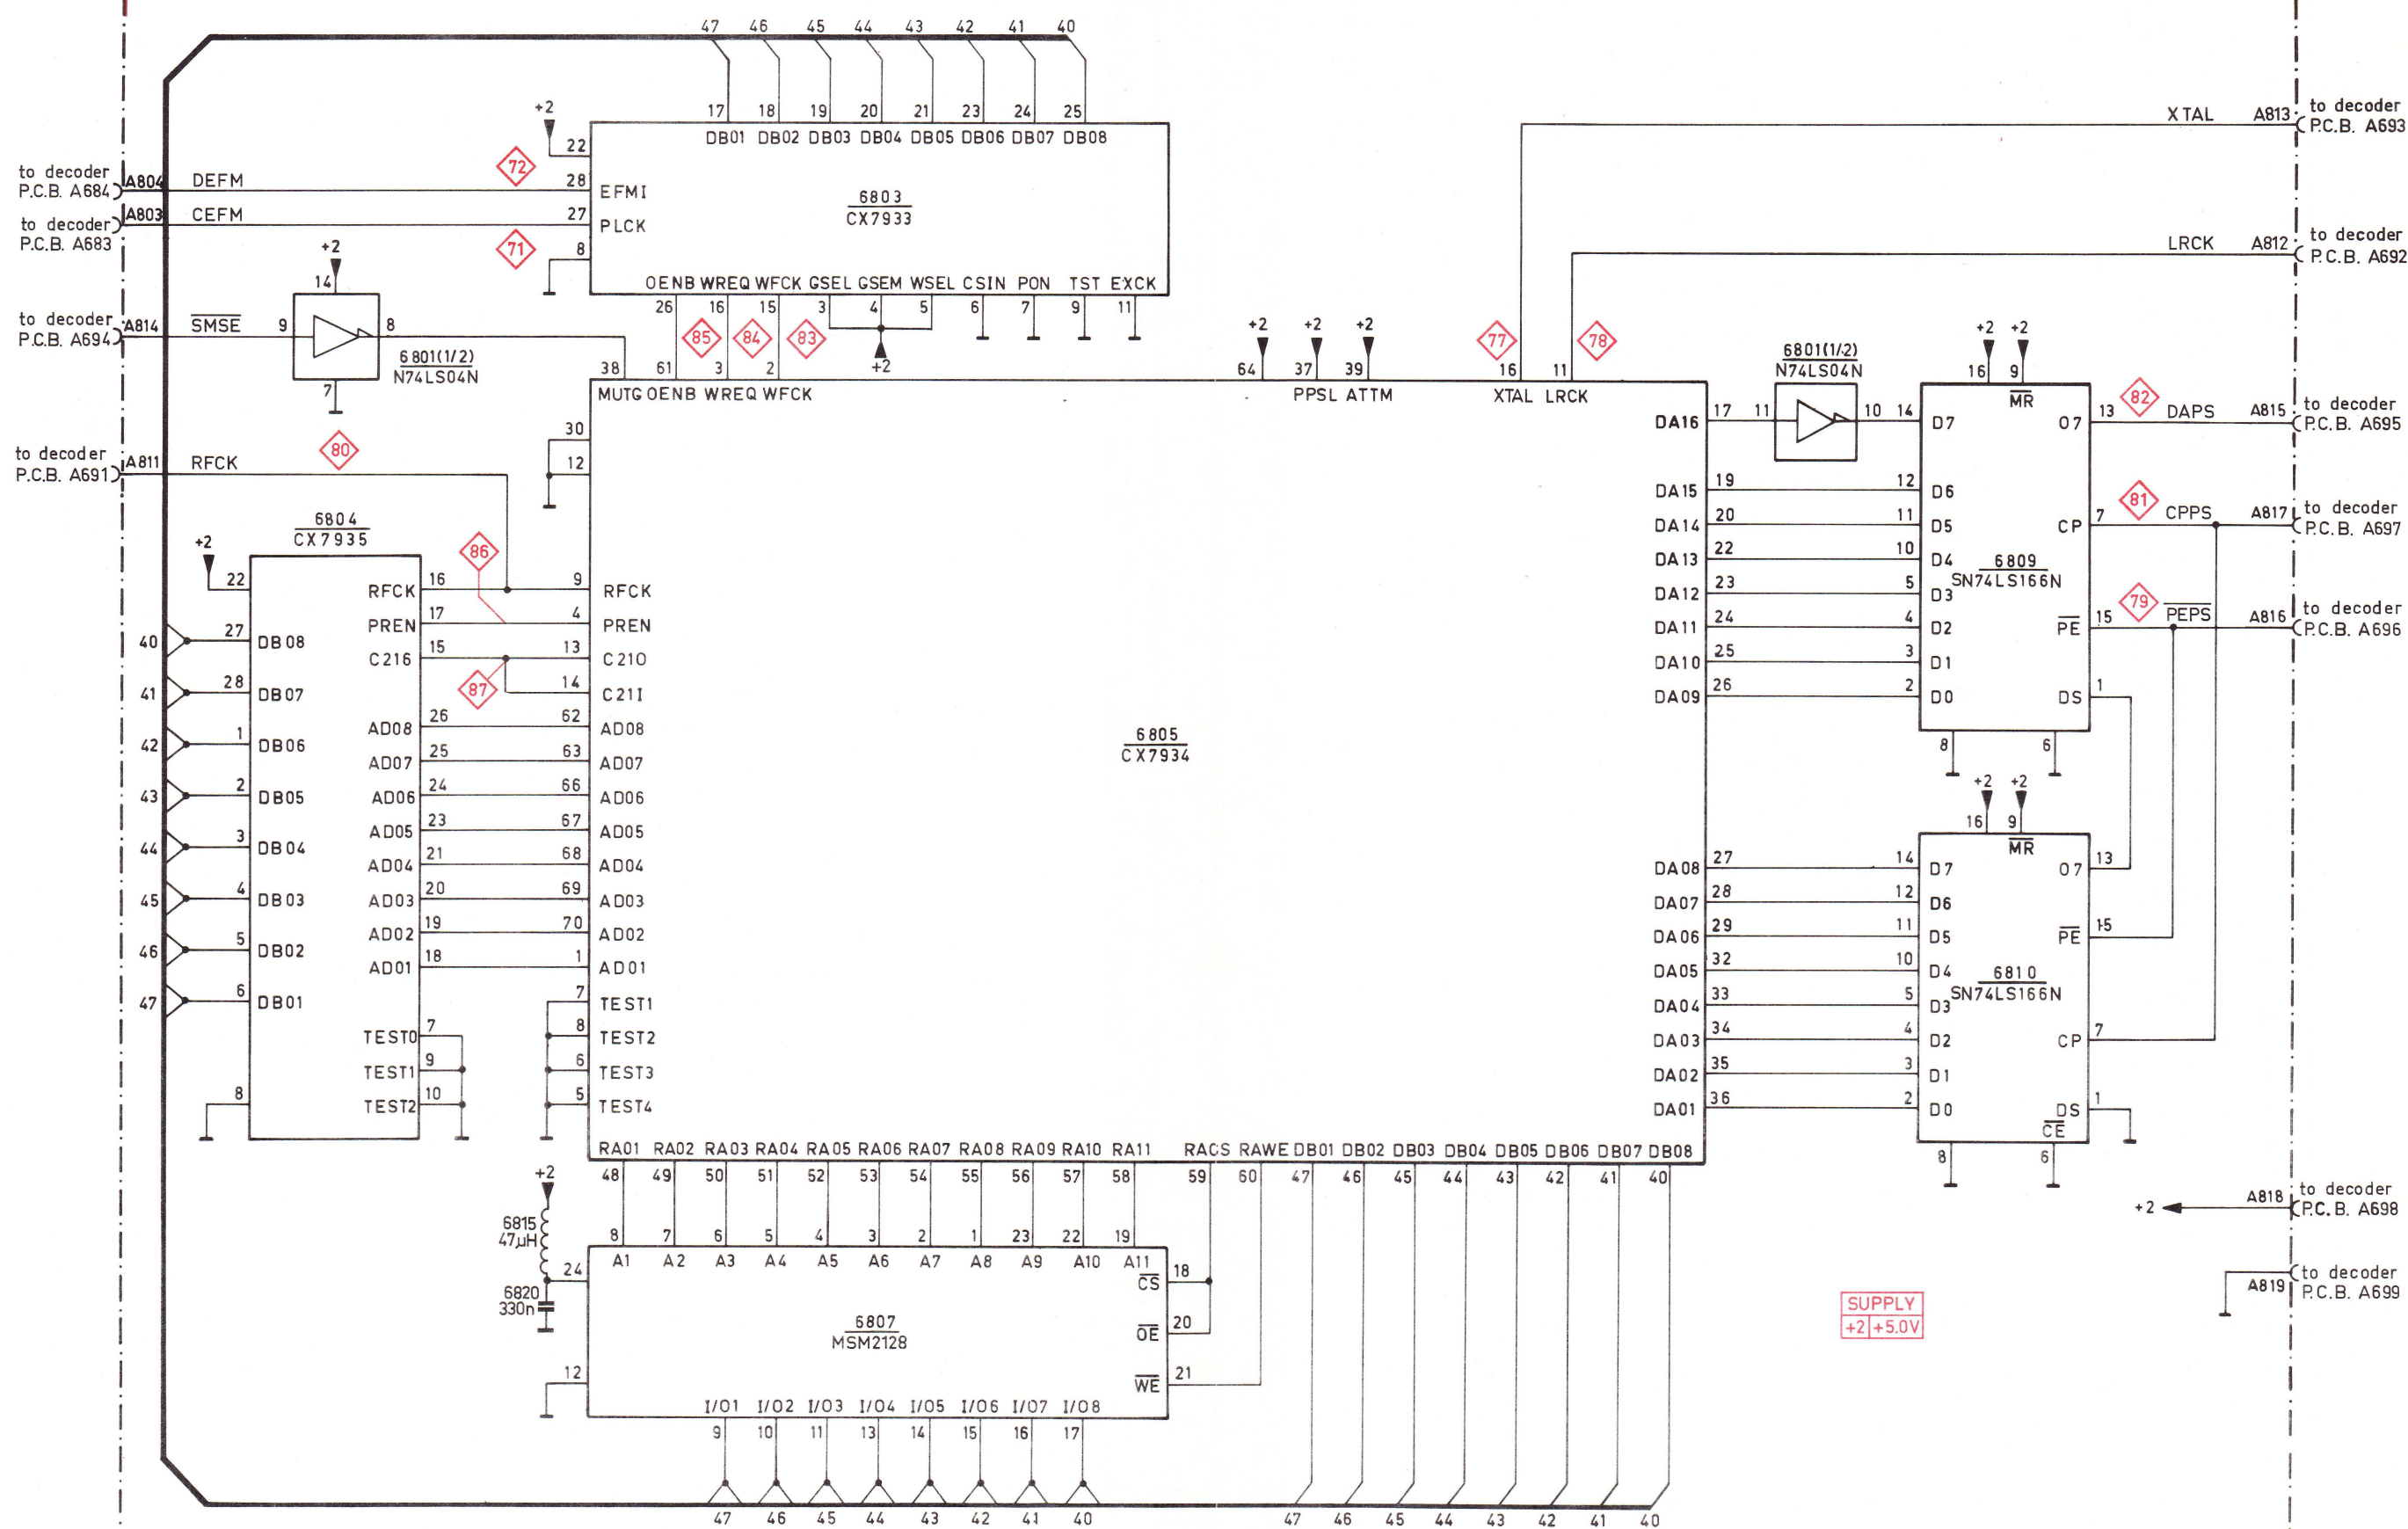 47 46 45 44 43 42 41 40
17 18 19 20 21 23 24 25
DB01 DB02 DB03 DB04 DB05 DB06 DB07 DB08
+2
22
72
to decoder
P.C.B. A684
A804
DEFM
28
EFMI
to decoder
P.C.B. A683
A803
CEFM
27
PLCK
71
8
6803
CX7933
OENB WREQ WFCK GSEL GSEM WSEL CSIN PON TST EXCK
26 16 15 3 4 5 6 7 9 11
85 84 83
+2
XTAL
A813
to decoder
P.C.B. A693
LRCK
A812
to decoder
P.C.B. A692
+2
14
to decoder
P.C.B. A694
A814
SMSE
9
8
6801(1/2)
N74LS04N
7
+2 +2 +2
77 78
38 61 3 2 64 37 39 16 11
MUTG OENB WREQ WFCK PPSL ATTM XTAL LRCK
30
12
80
to decoder
P.C.B. A691
A811
RFCK
6804
CX7935
+2
22
86
RFCK 16 9 RFCK
PREN 17 4 PREN
C216 15 13 C210
87
14 C21I
AD08 26 62 AD08
AD07 25 63 AD07
AD06 24 66 AD06
AD05 23 67 AD05
AD04 21 68 AD04
AD03 20 69 AD03
AD02 19 70 AD02
AD01 18 1 AD01
40 27 DB08
41 28 DB07
42 1 DB06
43 2 DB05
44 3 DB04
45 4 DB03
46 5 DB02
47 6 DB01
8
TEST0 7
TEST1 9
TEST2 10
7 TEST1
8 TEST2
6 TEST3
5 TEST4
6805
CX7934
6801(1/2)
N74LS04N
DA16 17 11 10 14 D7
DA15 19 12 D6
DA14 20 11 D5
DA13 22 10 D4
DA12 23 5 D3
DA11 24 4 D2
DA10 25 3 D1
DA09 26 2 D0
+2 +2
16 9
MR
6809
SN74LS166N
O7 13
82
DAPS
A815
to decoder
P.C.B. A695
CP 7
81
CPPS
A817
to decoder
P.C.B. A697
PE 15
79
PEPS
A816
to decoder
P.C.B. A696
DS 1
8 6
+2 +2
16 9
MR
DA08 27 14 D7
DA07 28 12 D6
DA06 29 11 D5
DA05 32 10 D4
DA04 33 5 D3
DA03 34 4 D2
DA02 35 3 D1
DA01 36 2 D0
6810
SN74LS166N
O7 13
PE 15
CP 7
DS 1
CE
8 6
RA01 RA02 RA03 RA04 RA05 RA06 RA07 RA08 RA09 RA10 RA11 RACS RAWE DB01 DB02 DB03 DB04 DB05 DB06 DB07 DB08
48 49 50 51 52 53 54 55 56 57 58 59 60 47 46 45 44 43 42 41 40
+2
6815
47µH
24
6820
330n
8 7 6 5 4 3 2 1 23 22 19
A1 A2 A3 A4 A5 A6 A7 A8 A9 A10 A11
CS 18
OE 20
WE 21
6807
MSM2128
12
I/O1 I/O2 I/O3 I/O4 I/O5 I/O6 I/O7 I/O8
9 10 11 13 14 15 16 17
47 46 45 44 43 42 41 40
47 46 45 44 43 42 41 40
+2
A818
to decoder
P.C.B. A698
A819
to decoder
P.C.B. A699
SUPPLY
+2 +5.0V